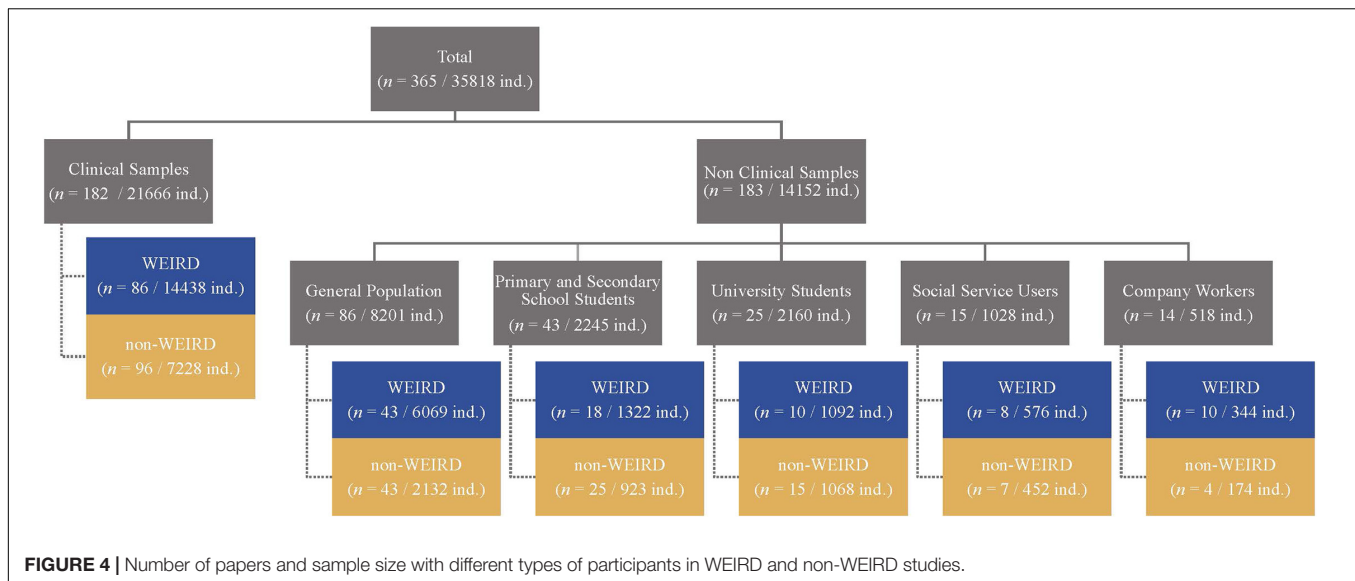 Total
(n = 365 / 35818 ind.)
Clinical Samples
(n = 182 / 21666 ind.)
Non Clinical Samples
(n = 183 / 14152 ind.)
WEIRD
(n = 86 / 14438 ind.)
non-WEIRD
(n = 96 / 7228 ind.)
General Population
(n = 86 / 8201 ind.)
Primary and Secondary
School Students
(n = 43 / 2245 ind.)
University Students
(n = 25 / 2160 ind.)
Social Service Users
(n = 15 / 1028 ind.)
Company Workers
(n = 14 / 518 ind.)
WEIRD
(n = 43 / 6069 ind.)
non-WEIRD
(n = 43 / 2132 ind.)
WEIRD
(n = 18 / 1322 ind.)
non-WEIRD
(n = 25 / 923 ind.)
WEIRD
(n = 10 / 1092 ind.)
non-WEIRD
(n = 15 / 1068 ind.)
WEIRD
(n = 8 / 576 ind.)
non-WEIRD
(n = 7 / 452 ind.)
WEIRD
(n = 10 / 344 ind.)
non-WEIRD
(n = 4 / 174 ind.)
FIGURE 4 | Number of papers and sample size with different types of participants in WEIRD and non-WEIRD studies.